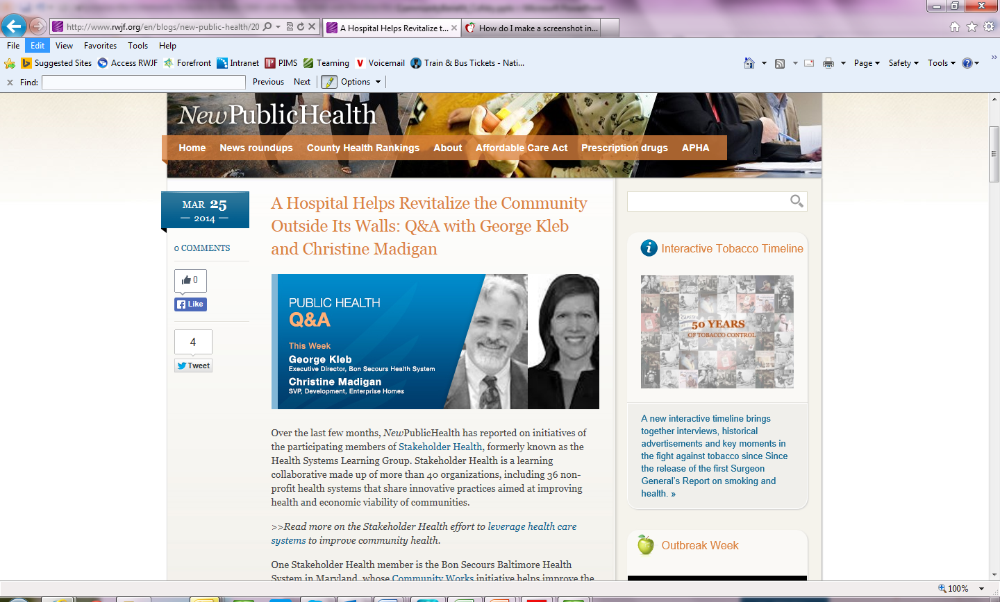 http://www.rwjf.org/en/blogs/new-public-health/20
A Hospital Helps Revitalize t...
How do I make a screenshot in...
File Edit View Favorites Tools Help
Suggested Sites Access RWJF Forefront Intranet PIMS Teaming Voicemail Train & Bus Tickets - Nati...
Page Safety Tools
Find: Previous Next Options
NewPublicHealth
Home News roundups County Health Rankings About Affordable Care Act Prescription drugs APHA
MAR 25
— 2014 —
0 COMMENTS
0
Like
4
Tweet
A Hospital Helps Revitalize the Community
Outside Its Walls: Q&A with George Kleb
and Christine Madigan
PUBLIC HEALTH
Q&A
This Week
George Kleb
Executive Director, Bon Secours Health System
Christine Madigan
SVP, Development, Enterprise Homes
Over the last few months, NewPublicHealth has reported on initiatives of
the participating members of Stakeholder Health, formerly known as the
Health Systems Learning Group. Stakeholder Health is a learning
collaborative made up of more than 40 organizations, including 36 non-
profit health systems that share innovative practices aimed at improving
health and economic viability of communities.
>>Read more on the Stakeholder Health effort to leverage health care
systems to improve community health.
One Stakeholder Health member is the Bon Secours Baltimore Health
System in Maryland, whose Community Works initiative helps improve the
Interactive Tobacco Timeline
50 YEARS
OF TOBACCO CONTROL
A new interactive timeline brings
together interviews, historical
advertisements and key moments in
the fight against tobacco since Since
the release of the first Surgeon
General's Report on smoking and
health. »
Outbreak Week
100%